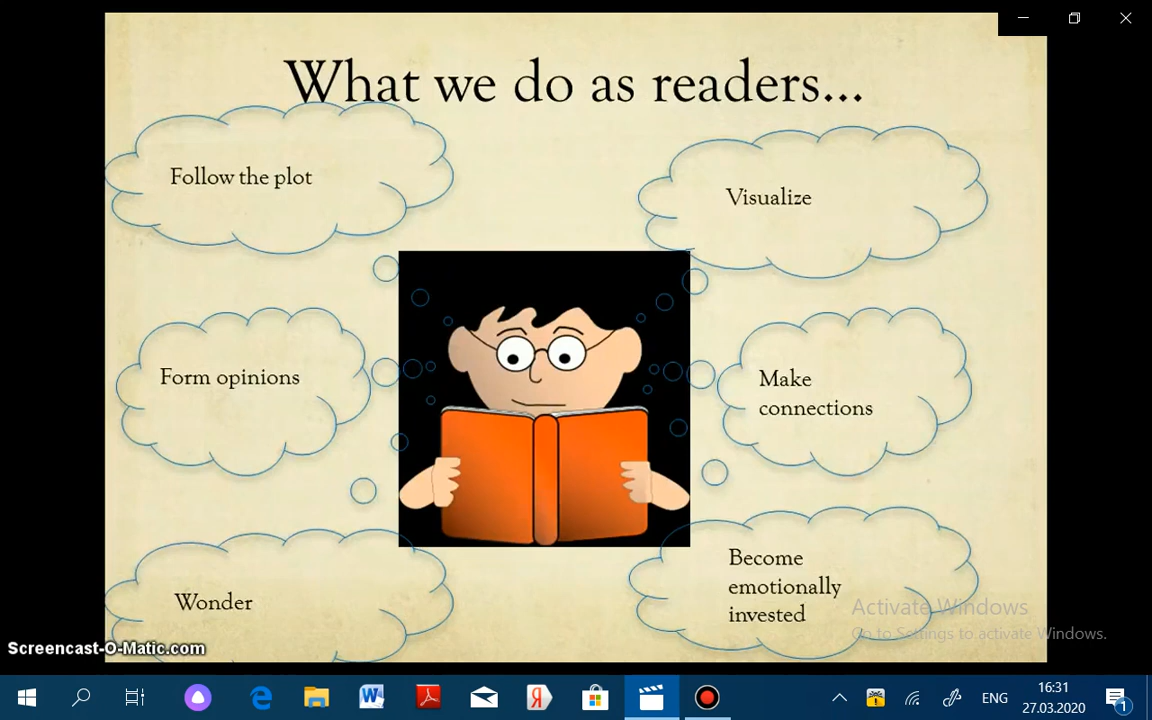 What we do as readers...
Follow the plot
Visualize
Form opinions
Make
connections
Become
emotionally
invested
Wonder
Activate Windows
Go to Settings to activate Windows.
Screencast-O-Matic.com
W
Я
ENG
16:31
27.03.2020
1